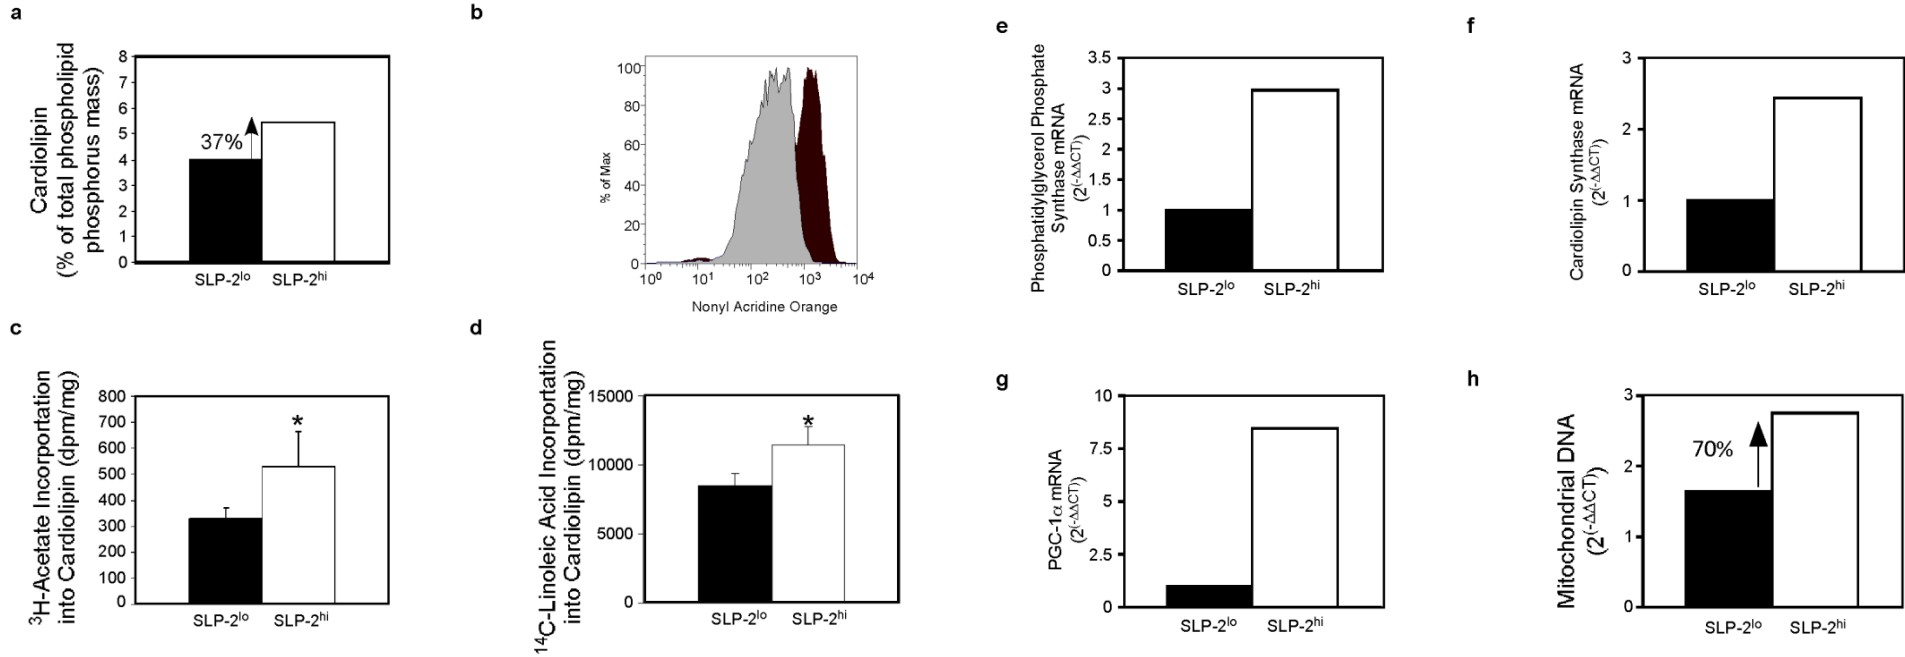 a
Cardiolipin
(% of total phospholipid
phosphorus mass)
8
7
6
5
4
3
2
1
0
37%
SLP-2lo SLP-2hi
b
% of Max
100
80
60
40
20
0
10⁰ 10¹ 10² 10³ 10⁴
Nonyl Acridine Orange
c
³H-Acetate Incorportation
into Cardiolipin (dpm/mg)
800
700
600
500
400
300
200
100
0
*
SLP-2lo SLP-2hi
d
¹⁴C-Linoleic Acid Incorportation
into Cardiolipin (dpm/mg)
15000
10000
5000
0
*
SLP-2lo SLP-2hi
e
Phosphatidylglycerol Phosphate
Synthase mRNA
(2(-ΔΔCT))
3.5
3
2.5
2
1.5
1
0.5
0
SLP-2lo SLP-2hi
f
Cardiolipin Synthase mRNA
(2(-ΔΔCT))
3
2
1
0
SLP-2lo SLP-2hi
g
PGC-1α mRNA
(2(-ΔΔCT))
10
7.5
5
2.5
0
SLP-2lo SLP-2hi
h
Mitochondrial DNA
(2(-ΔΔCT))
3
2
1
0
70%
SLP-2lo SLP-2hi